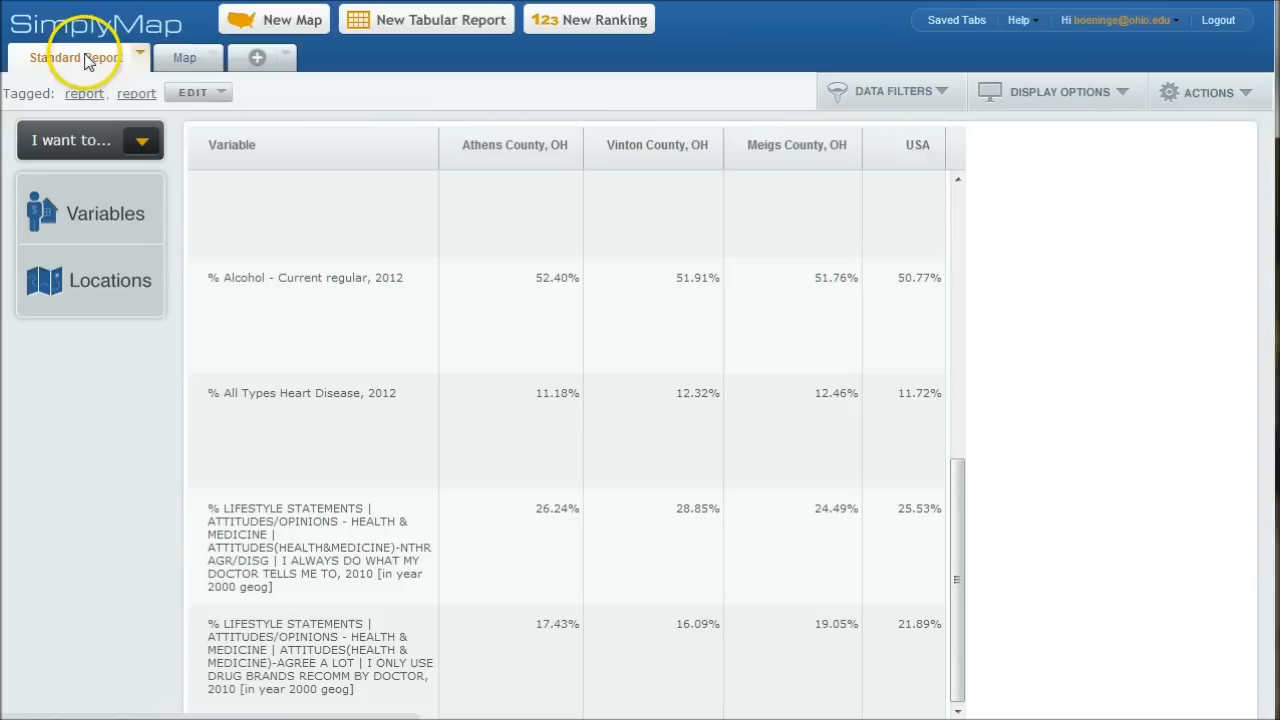 SimplyMap
New Map
New Tabular Report
123 New Ranking
Saved Tabs
Help
Hi boeninge@ohio.edu
Logout
Standard Report
Map
Tagged: report, report
EDIT
DATA FILTERS
DISPLAY OPTIONS
ACTIONS
I want to...
Variables
Locations
Variable
Athens County, OH
Vinton County, OH
Meigs County, OH
USA
% Alcohol - Current regular, 2012
52.40%
51.91%
51.76%
50.77%
% All Types Heart Disease, 2012
11.18%
12.32%
12.46%
11.72%
% LIFESTYLE STATEMENTS |
ATTITUDES/OPINIONS - HEALTH &
MEDICINE |
ATTITUDES(HEALTH&MEDICINE)-NTHR
AGR/DISG | I ALWAYS DO WHAT MY
DOCTOR TELLS ME TO, 2010 [in year
2000 geog]
26.24%
28.85%
24.49%
25.53%
% LIFESTYLE STATEMENTS |
ATTITUDES/OPINIONS - HEALTH &
MEDICINE | ATTITUDES(HEALTH &
MEDICINE)-AGREE A LOT | I ONLY USE
DRUG BRANDS RECOMM BY DOCTOR,
2010 [in year 2000 geog]
17.43%
16.09%
19.05%
21.89%